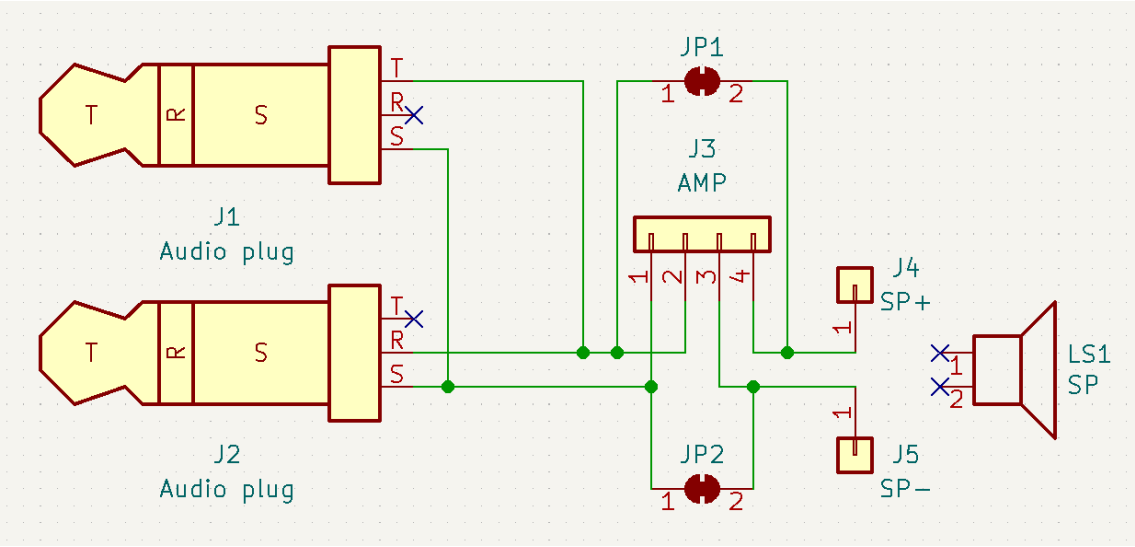 JP1
T
1 2
T R S
R
S
J3
AMP
J1
Audio plug
1 2 3 4
J4
SP+
1
T
T R S
R
S
LS1
SP
1
2
1
J2
Audio plug
JP2
1 2
J5
SP-